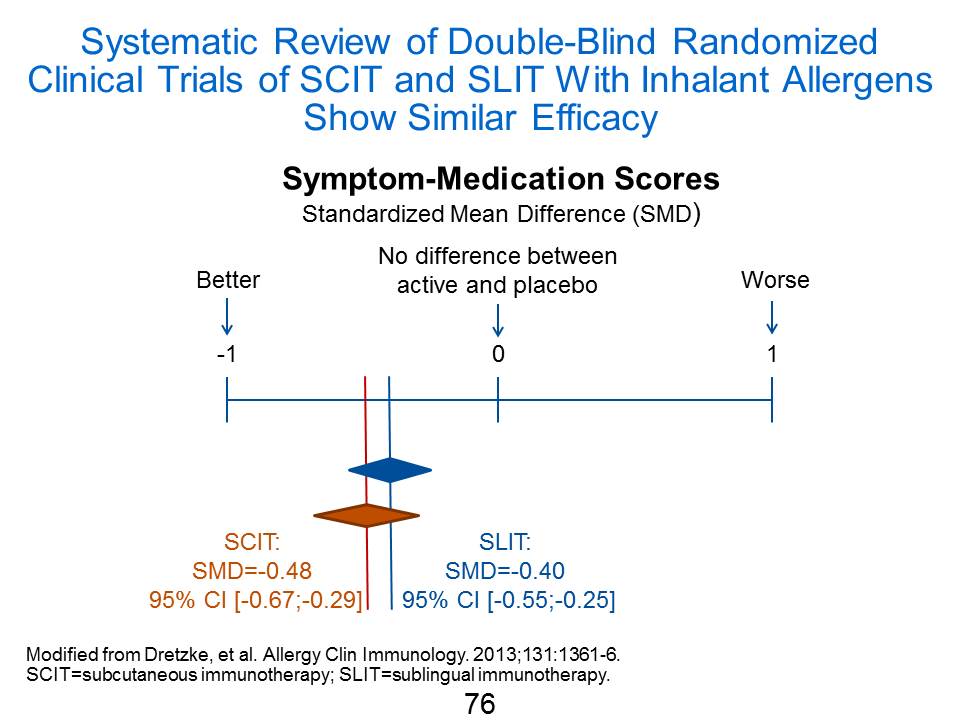 Systematic Review of Double-Blind Randomized
Clinical Trials of SCIT and SLIT With Inhalant Allergens
Show Similar Efficacy
Symptom-Medication Scores
Standardized Mean Difference (SMD)
No difference between
active and placebo
Better
Worse
-1
0
1
SCIT:
SMD=-0.48
95% CI [-0.67;-0.29]
SLIT:
SMD=-0.40
95% CI [-0.55;-0.25]
Modified from Dretzke, et al. Allergy Clin Immunology. 2013;131:1361-6.
SCIT=subcutaneous immunotherapy; SLIT=sublingual immunotherapy.
76